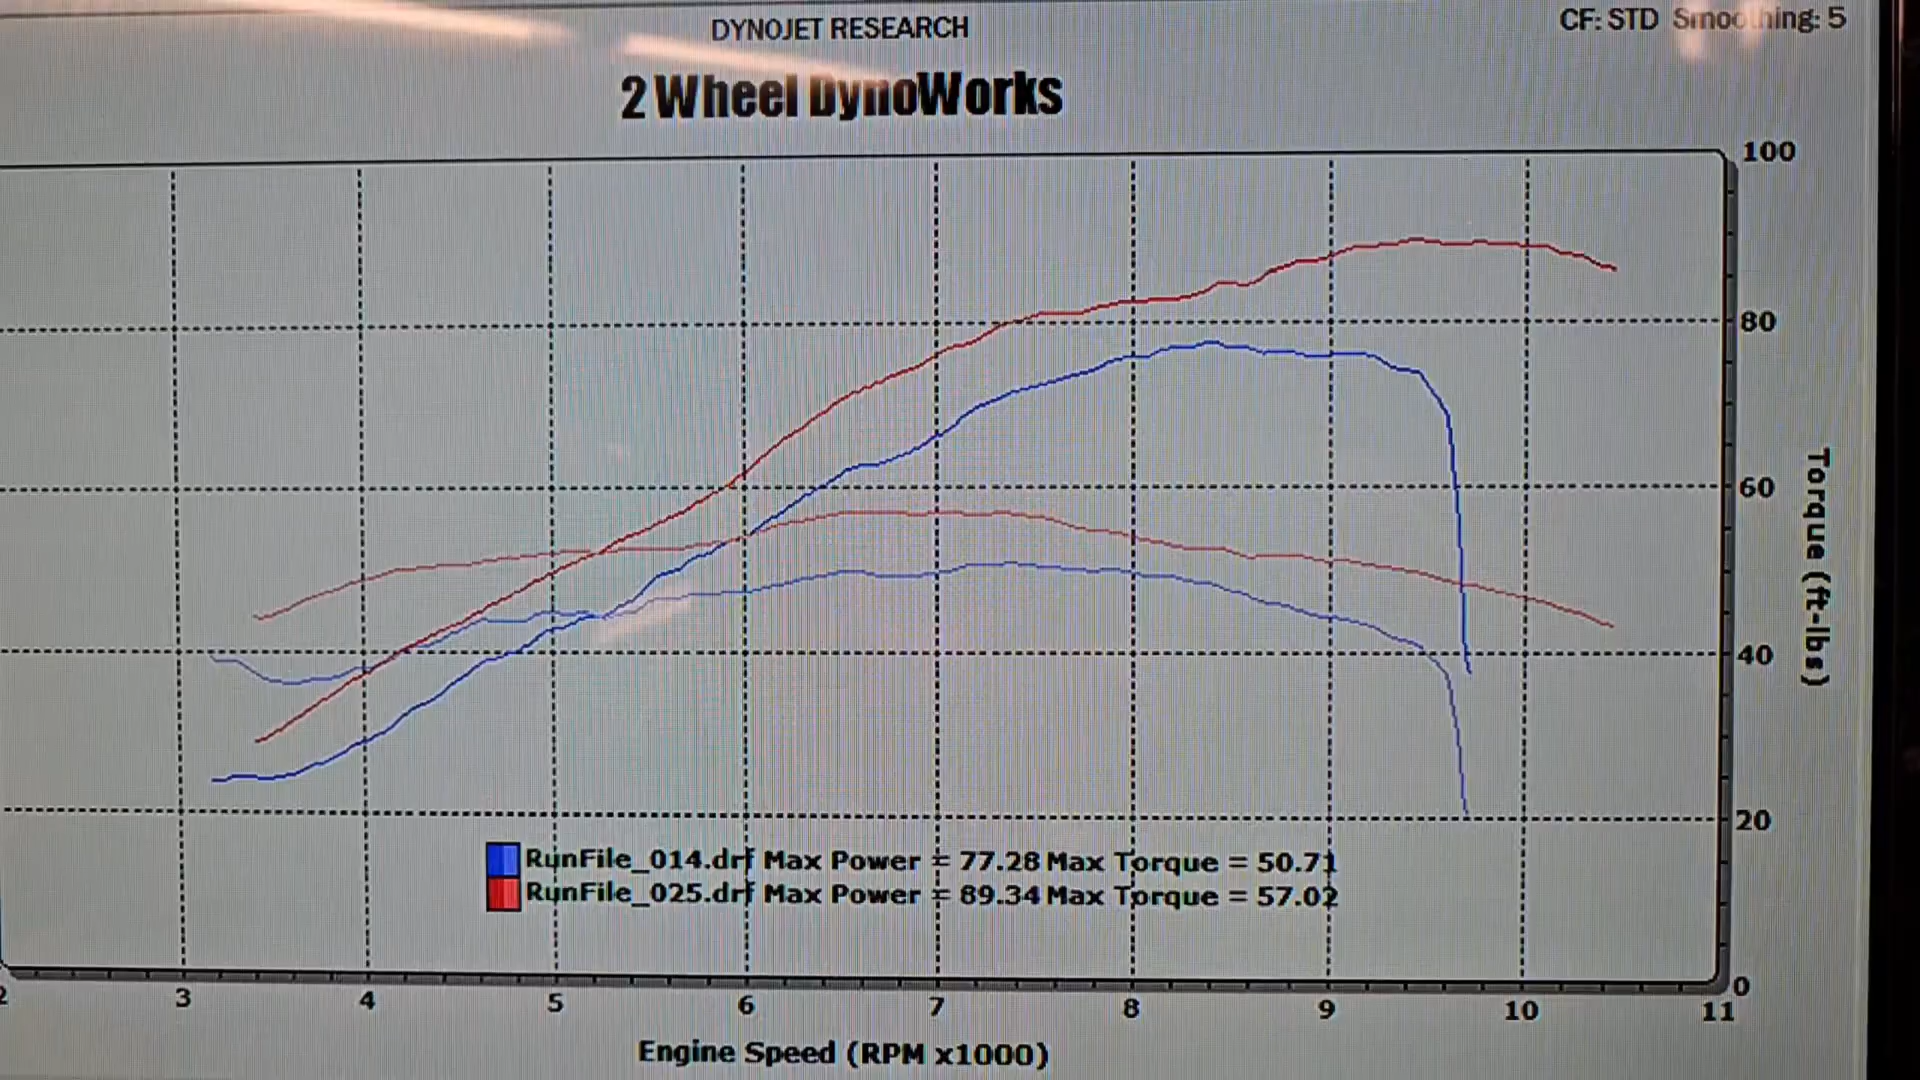 DYNOJET RESEARCH
CF: STD Smoothing: 5
2 Wheel DynoWorks
100
80
60
40
20
0
Torque (ft-lbs)
RunFile_014.drf Max Power = 77.28 Max Torque = 50.71
RunFile_025.drf Max Power = 89.34 Max Torque = 57.02
2 3 4 5 6 7 8 9 10 11
Engine Speed (RPM x1000)